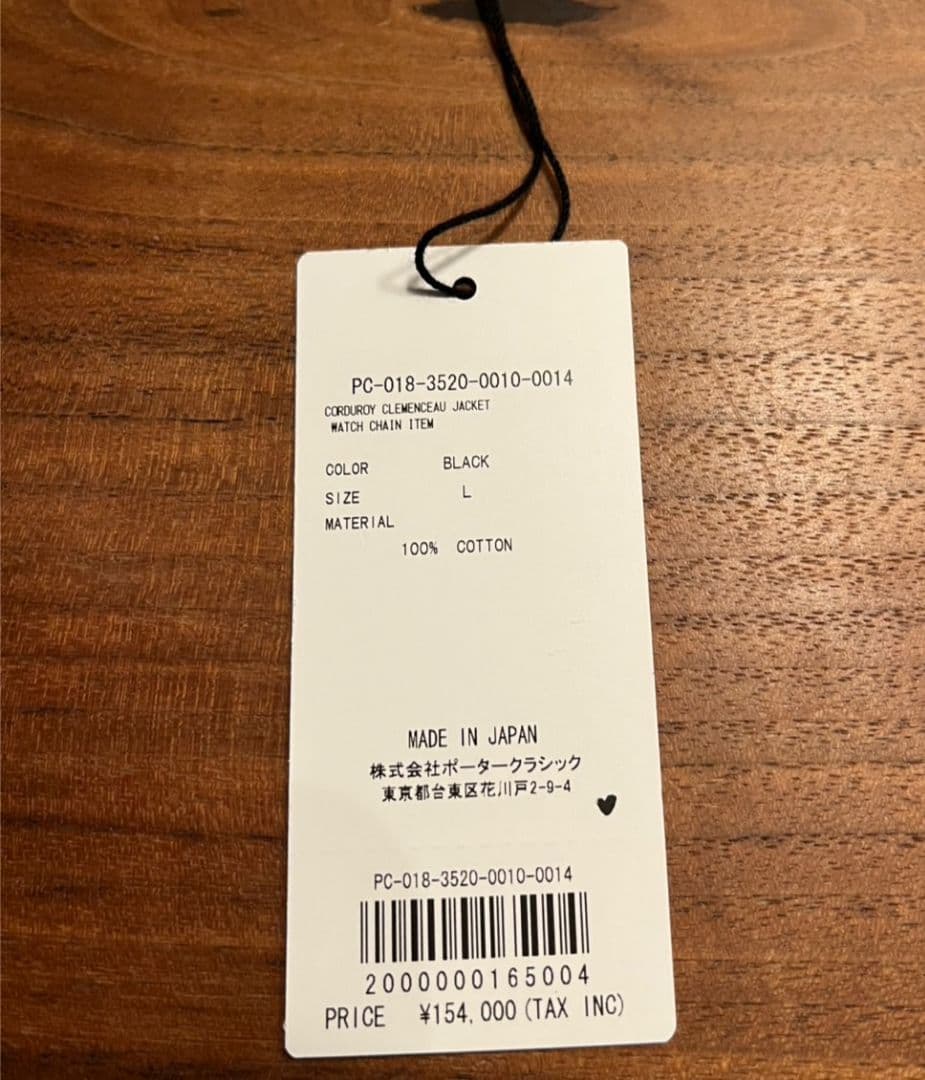 PC-018-3520-0010-0014
CORDUROY CLEMENCEAU JACKET
WATCH CHAIN ITEM
COLOR BLACK
SIZE L
MATERIAL
100% COTTON
MADE IN JAPAN
株式会社ポータークラシック
東京都台東区花川戸2-9-4
PC-018-3520-0010-0014
2000000165004
PRICE ¥154,000(TAX INC)